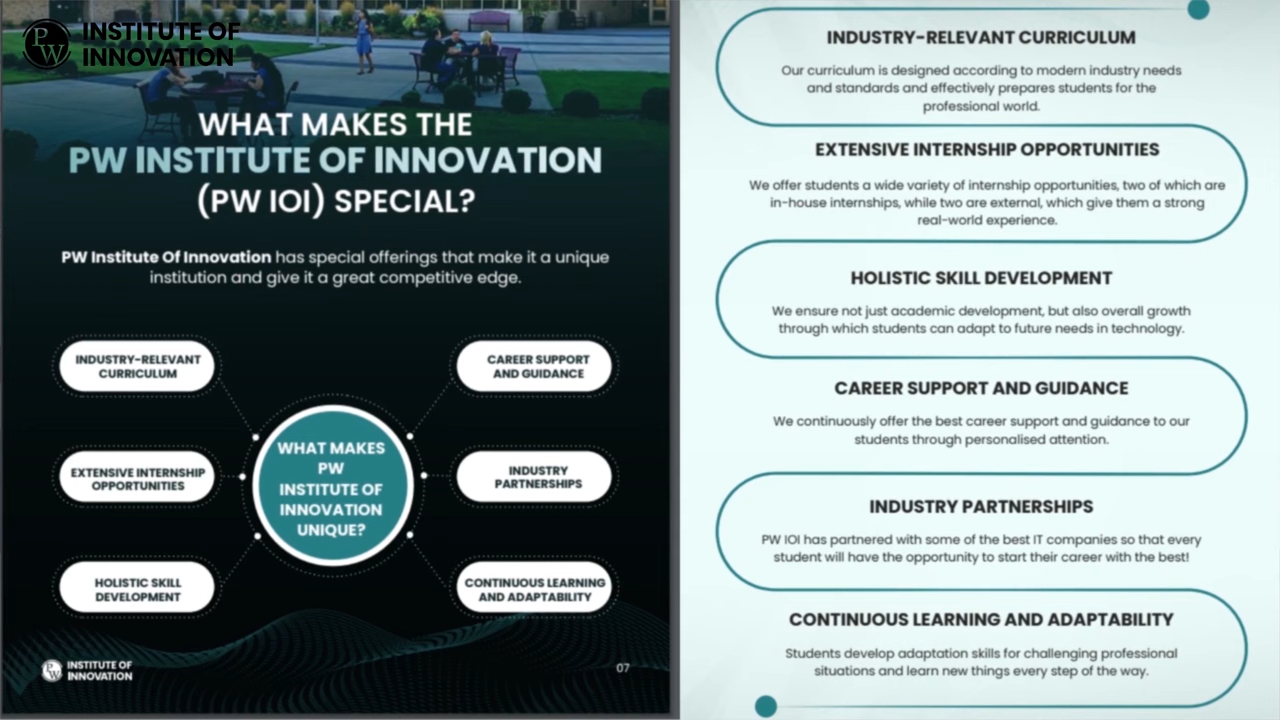 PW
INSTITUTE OF
INNOVATION
WHAT MAKES THE
PW INSTITUTE OF INNOVATION
(PW IOI) SPECIAL?
PW Institute Of Innovation has special offerings that make it a unique
institution and give it a great competitive edge.
INDUSTRY-RELEVANT
CURRICULUM
EXTENSIVE INTERNSHIP
OPPORTUNITIES
HOLISTIC SKILL
DEVELOPMENT
WHAT MAKES
PW
INSTITUTE OF
INNOVATION
UNIQUE?
CAREER SUPPORT
AND GUIDANCE
INDUSTRY
PARTNERSHIPS
CONTINUOUS LEARNING
AND ADAPTABILITY
PW
INSTITUTE OF
INNOVATION
07
INDUSTRY-RELEVANT CURRICULUM
Our curriculum is designed according to modern industry needs
and standards and effectively prepares students for the
professional world.
EXTENSIVE INTERNSHIP OPPORTUNITIES
We offer students a wide variety of internship opportunities, two of which are
in-house internships, while two are external, which give them a strong
real-world experience.
HOLISTIC SKILL DEVELOPMENT
We ensure not just academic development, but also overall growth
through which students can adapt to future needs in technology.
CAREER SUPPORT AND GUIDANCE
We continuously offer the best career support and guidance to our
students through personalised attention.
INDUSTRY PARTNERSHIPS
PW IOI has partnered with some of the best IT companies so that every
student will have the opportunity to start their career with the best!
CONTINUOUS LEARNING AND ADAPTABILITY
Students develop adaptation skills for challenging professional
situations and learn new things every step of the way.